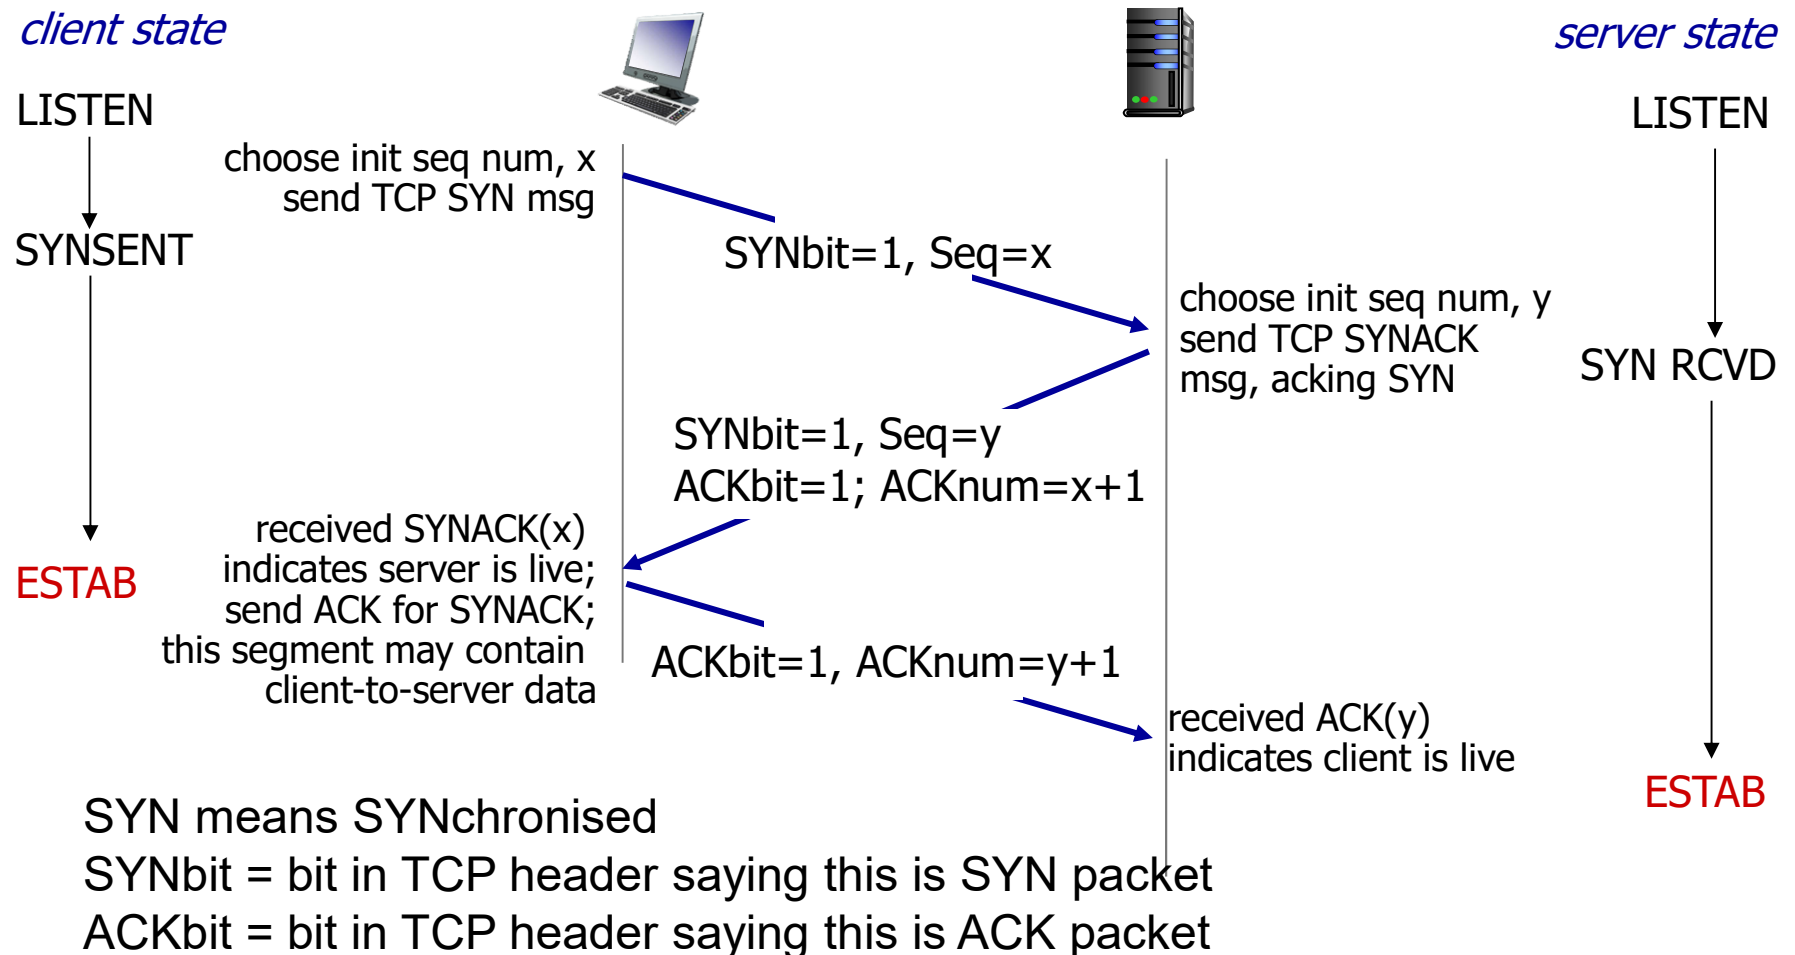 client state
server state
LISTEN
LISTEN
choose init seq num, x
send TCP SYN msg
SYNSENT
SYNbit=1, Seq=x
choose init seq num, y
send TCP SYNACK
msg, acking SYN
SYN RCVD
SYNbit=1, Seq=y
ACKbit=1; ACKnum=x+1
received SYNACK(x)
indicates server is live;
send ACK for SYNACK;
this segment may contain
client-to-server data
ESTAB
ACKbit=1, ACKnum=y+1
received ACK(y)
indicates client is live
ESTAB
SYN means SYNchronised
SYNbit = bit in TCP header saying this is SYN packet
ACKbit = bit in TCP header saying this is ACK packet